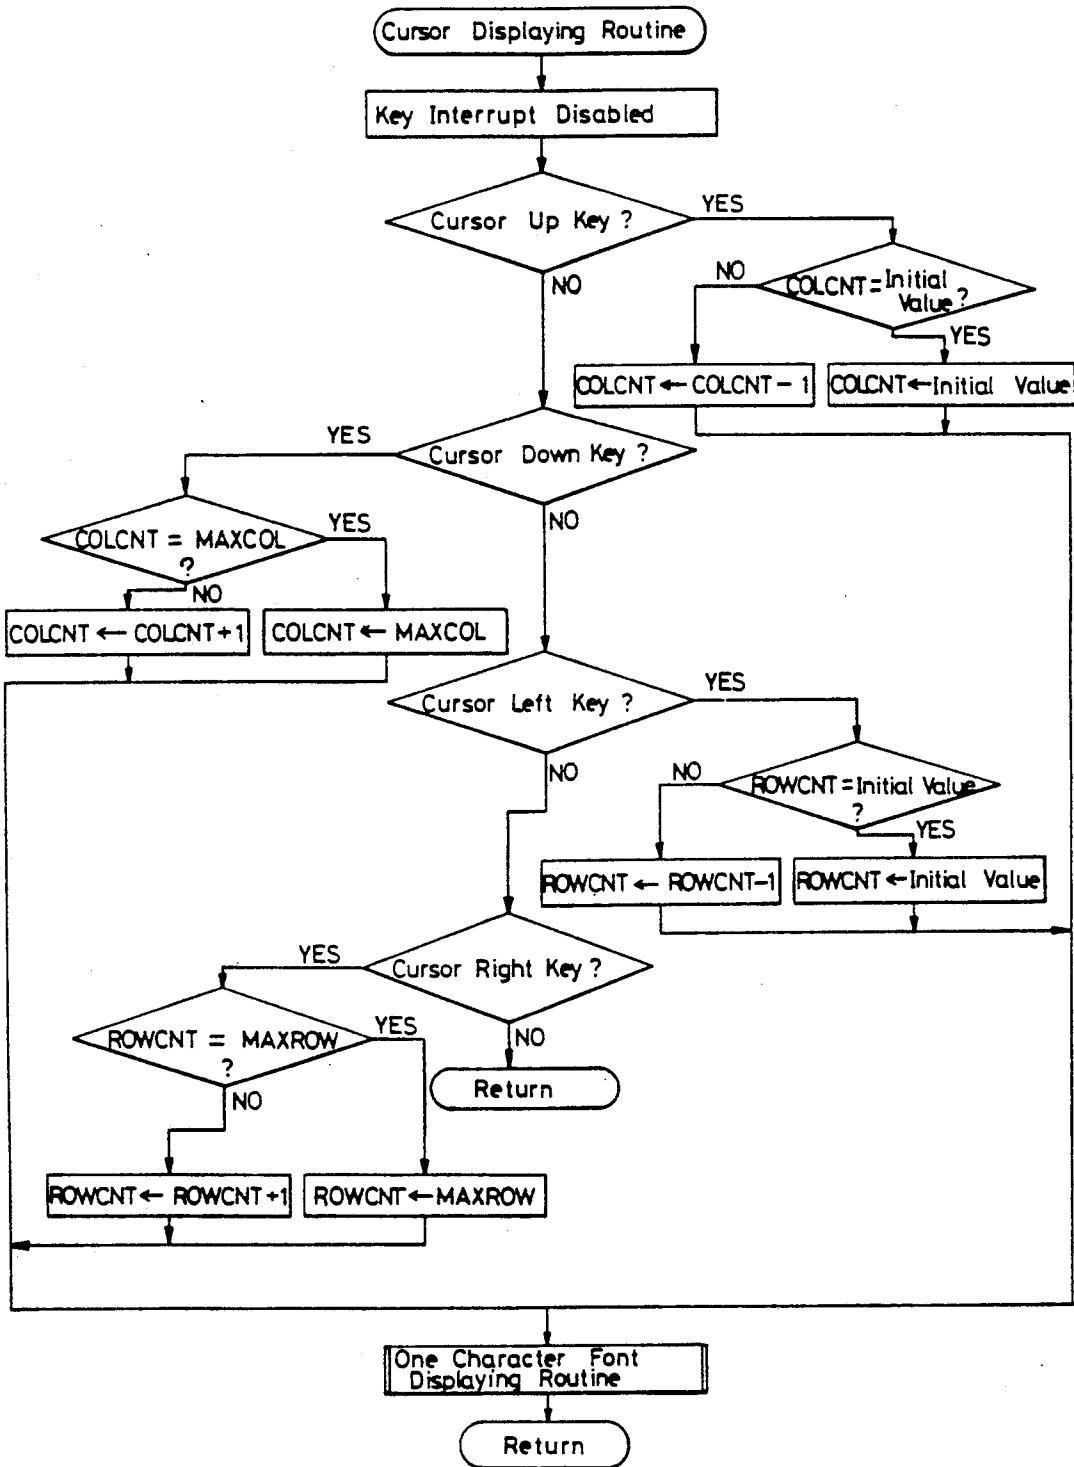 Cursor Displaying Routine
Key Interrupt Disabled
Cursor Up Key ?
YES
NO
NO
COLCNT = Initial
Value ?
YES
COLCNT ← COLCNT - 1
COLCNT ← Initial Value
YES
Cursor Down Key ?
NO
COLCNT = MAXCOL
?
YES
NO
COLCNT ← COLCNT + 1
COLCNT ← MAXCOL
Cursor Left Key ?
YES
NO
NO
ROWCNT = Initial Value
?
YES
ROWCNT ← ROWCNT-1
ROWCNT ← Initial Value
YES
Cursor Right Key ?
NO
Return
ROWCNT = MAXROW
?
YES
NO
ROWCNT ← ROWCNT +1
ROWCNT ← MAXROW
One Character Font
Displaying Routine
Return